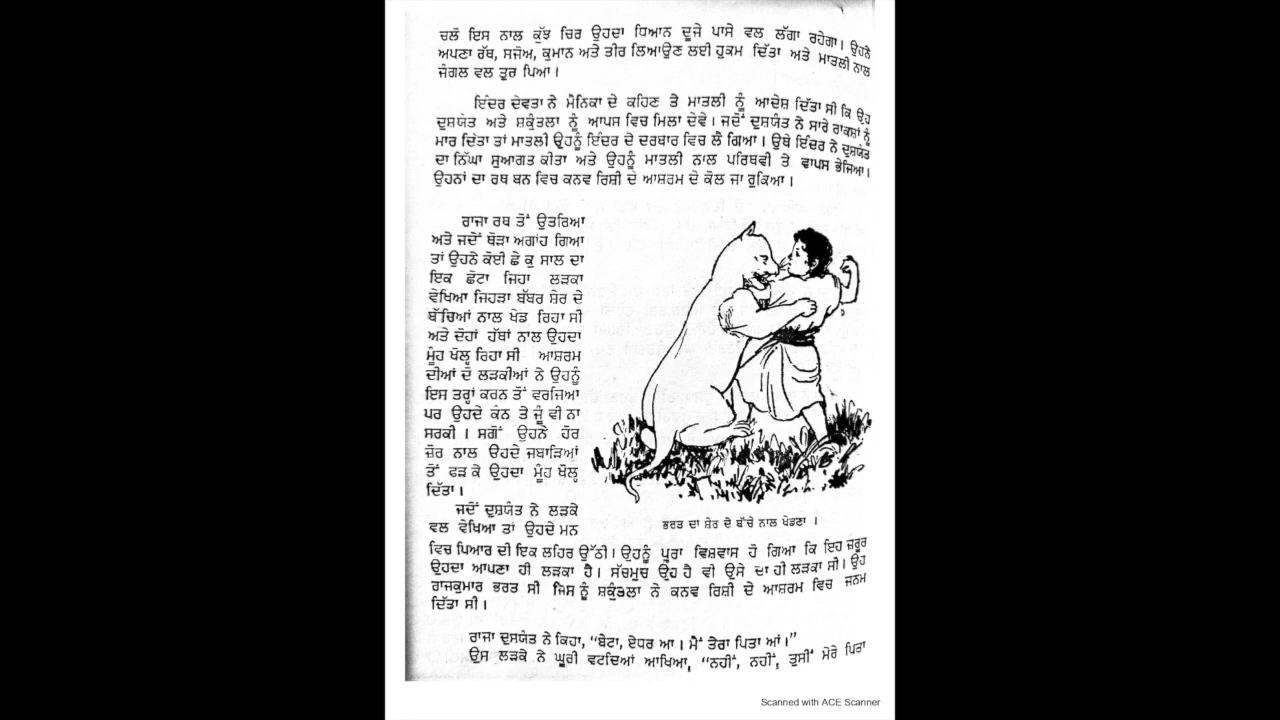 ਚਲੋ ਇਸ ਨਾਲ ਕੁੱਝ ਚਿਰ ਉਹਦਾ ਧਿਆਨ ਦੂਜੇ ਪਾਸੇ ਵਲ ਲੱਗਾ ਰਹੇਗਾ। ਉਹਨੇ
ਅਪਣਾ ਰੱਥ, ਸਜੋਅ, ਕੁਮਾਨ ਅਤੇ ਤੀਰ ਲਿਆਉਣ ਲਈ ਹੁਕਮ ਦਿੱਤਾ ਅਤੇ ਮਾਤਲੀ ਨਾਲ
ਜੰਗਲ ਵਲ ਤੁਰ ਪਿਆ।
ਇੰਦਰ ਦੇਵਤਾ ਨੇ ਮੈਨਿਕਾ ਦੇ ਕਹਿਣ ਤੇ ਮਾਤਲੀ ਨੂੰ ਆਦੇਸ਼ ਦਿੱਤਾ ਸੀ ਕਿ ਉਹ
ਦੁਸ਼ਯੰਤ ਅਤੇ ਸ਼ਕੁੰਤਲਾ ਨੂੰ ਆਪਸ ਵਿਚ ਮਿਲਾ ਦੇਵੇ। ਜਦੋਂ ਦੁਸ਼ਯੰਤ ਨੇ ਸਾਰੇ ਰਾਕਸ਼ਾਂ ਨੂੰ
ਮਾਰ ਦਿੱਤਾ ਤਾਂ ਮਾਤਲੀ ਉਹਨੂੰ ਇੰਦਰ ਦੇ ਦਰਬਾਰ ਵਿਚ ਲੈ ਗਿਆ। ਉਥੇ ਇੰਦਰ ਨੇ ਦੁਸ਼ਯੰਤ
ਦਾ ਨਿੱਘਾ ਸੁਆਗਤ ਕੀਤਾ ਅਤੇ ਉਹਨੂੰ ਮਾਤਲੀ ਨਾਲ ਪਰਿਥਵੀ ਤੇ ਵਾਪਸ ਭੇਜਿਆ।
ਉਹਨਾਂ ਦਾ ਰਥ ਬਨ ਵਿਚ ਕਨਵ ਰਿਸ਼ੀ ਦੇ ਆਸ਼ਰਮ ਦੇ ਕੋਲ ਜਾ ਰੁਕਿਆ।
ਰਾਜਾ ਰਥ ਤੋਂ ਉਤਰਿਆ
ਅਤੇ ਜਦੋਂ ਥੋੜਾ ਅਗਾਂਹ ਗਿਆ
ਤਾਂ ਉਹਨੇ ਕੋਈ ਛੇ ਕੁ ਸਾਲ ਦਾ
ਇਕ ਛੋਟਾ ਜਿਹਾ ਲੜਕਾ
ਵੇਖਿਆ ਜਿਹੜਾ ਬੱਬਰ ਸ਼ੇਰ ਦੇ
ਬੱਚਿਆਂ ਨਾਲ ਖੇਡ ਰਿਹਾ ਸੀ
ਅਤੇ ਦੋਹਾਂ ਹੱਥਾਂ ਨਾਲ ਉਹਦਾ
ਮੂੰਹ ਖੋਲ੍ਹ ਰਿਹਾ ਸੀ ਆਸ਼ਰਮ
ਦੀਆਂ ਦੋ ਲੜਕੀਆਂ ਨੇ ਉਹਨੂੰ
ਇਸ ਤਰ੍ਹਾਂ ਕਰਨ ਤੋਂ ਵਰਜਿਆ
ਪਰ ਉਹਦੇ ਕੰਨ ਤੇ ਜੂੰ ਵੀ ਨਾ
ਸਰਕੀ। ਸਗੋਂ ਉਹਨੇ ਹੋਰ
ਜ਼ੋਰ ਨਾਲ ਓਹਦੇ ਜਬਾੜਿਆਂ
ਤੋਂ ਫੜ ਕੇ ਉਹਦਾ ਮੂੰਹ ਖੋਲ੍ਹ
ਦਿੱਤਾ।
ਜਦੋਂ ਦੁਸ਼ਯੰਤ ਨੇ ਲੜਕੇ
ਵਲ ਵੇਖਿਆ ਤਾਂ ਉਹਦੇ ਮਨ
ਭਰਤ ਦਾ ਸ਼ੇਰ ਦੇ ਬੱਚੇ ਨਾਲ ਖੇਡਣਾ ।
ਵਿਚ ਪਿਆਰ ਦੀ ਇਕ ਲਹਿਰ ਉੱਠੀ। ਉਹਨੂੰ ਪੂਰਾ ਵਿਸ਼ਵਾਸ ਹੋ ਗਿਆ ਕਿ ਇਹ ਜ਼ਰੂਰ
ਉਹਦਾ ਆਪਣਾ ਹੀ ਲੜਕਾ ਹੈ। ਸੱਚਮੁਚ ਉਹ ਹੈ ਵੀ ਉਸੇ ਦਾ ਹੀ ਲੜਕਾ ਸੀ। ਉਹ
ਰਾਜਕੁਮਾਰ ਭਰਤ ਸੀ ਜਿਸ ਨੂੰ ਸ਼ਕੁੰਤਲਾ ਨੇ ਕਨਵ ਰਿਸ਼ੀ ਦੇ ਆਸ਼ਰਮ ਵਿਚ ਜਨਮ
ਦਿੱਤਾ ਸੀ।
ਰਾਜਾ ਦੁਸਯੰਤ ਨੇ ਕਿਹਾ, “ਬੇਟਾ, ਏਧਰ ਆ। ਮੈਂ ਤੇਰਾ ਪਿਤਾ ਆਂ।”
ਉਸ ਲੜਕੇ ਨੇ ਘੂਰੀ ਵਟਦਿਆਂ ਆਖਿਆ, “ਨਹੀਂ, ਨਹੀਂ, ਤੁਸੀਂ ਮੇਰੇ ਪਿਤਾ
Scanned with ACE Scanner